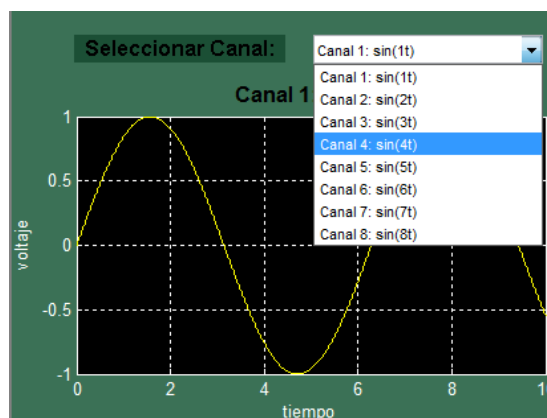 Seleccionar Canal:
Canal 1: sin(1t)
Canal 1: sin(1t)
Canal 2: sin(2t)
Canal 3: sin(3t)
Canal 4: sin(4t)
Canal 5: sin(5t)
Canal 6: sin(6t)
Canal 7: sin(7t)
Canal 8: sin(8t)
Canal 1
1
0.5
0
-0.5
-1
voltaje
0 2 4 6 8 10
tiempo